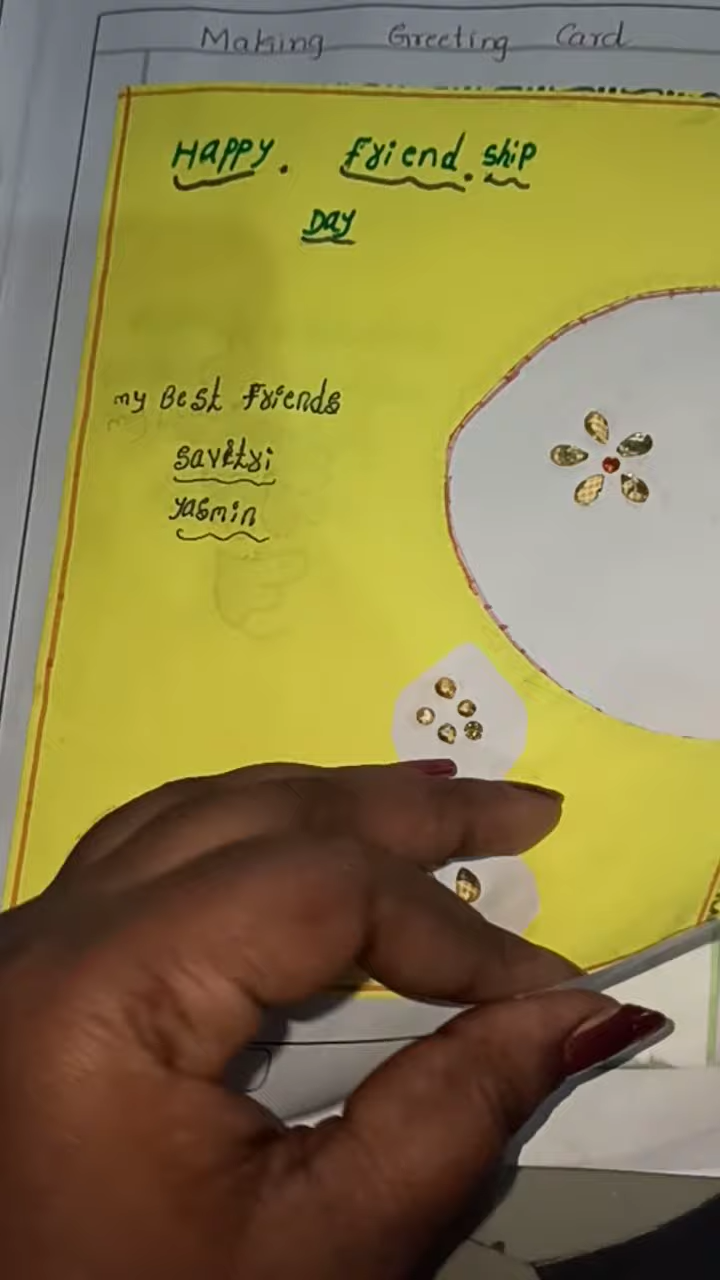 Making Greeting Card
Happy. friend.ship
Day
my Best friends
savitri
yasmin